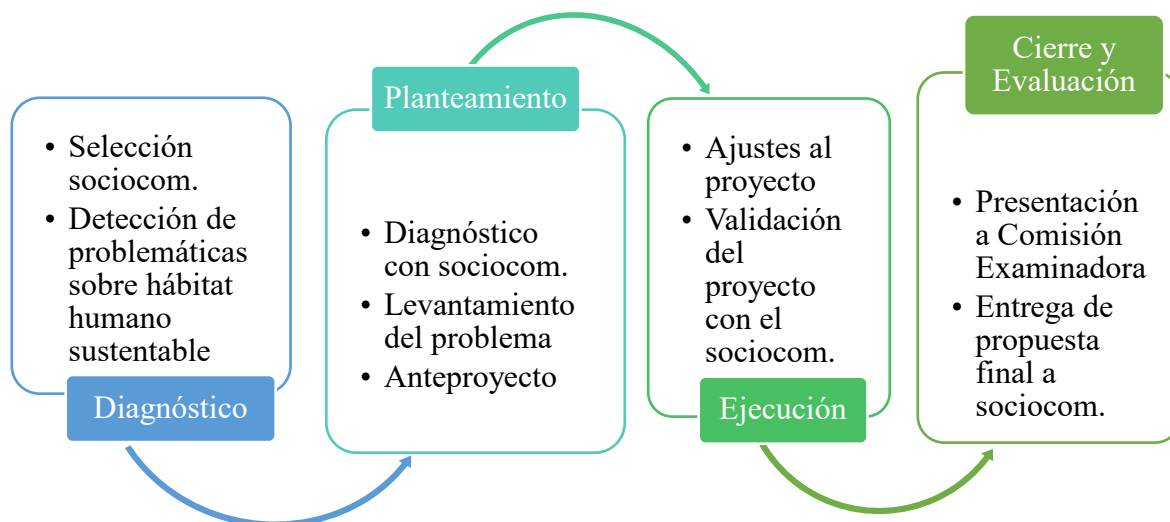 • Selección
sociocom.
• Detección de
problemáticas
sobre hábitat
humano
sustentable
Diagnóstico
Planteamiento
• Diagnóstico
con sociocom.
• Levantamiento
del problema
• Anteproyecto
• Ajustes al
proyecto
• Validación
del
proyecto
con el
sociocom.
Ejecución
Cierre y
Evaluación
• Presentación
a Comisión
Examinadora
• Entrega de
propuesta
final a
sociocom.